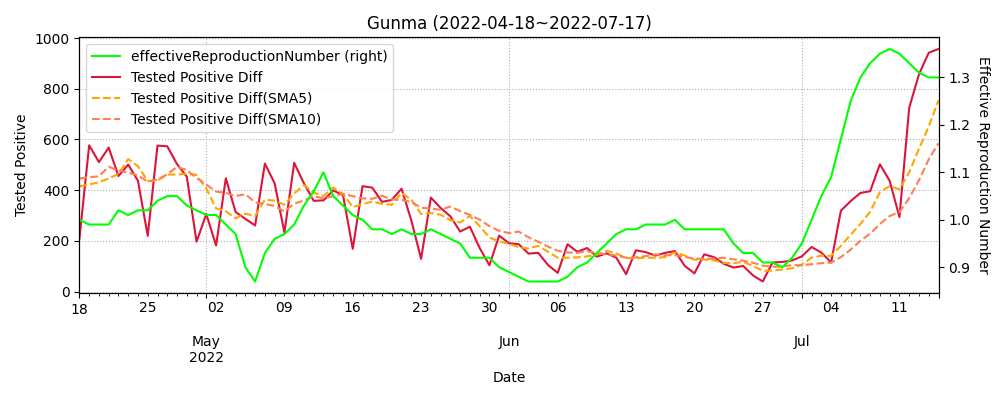 Gunma (2022-04-18~2022-07-17)
effectiveReproductionNumber (right)
Tested Positive Diff
Tested Positive Diff(SMA5)
Tested Positive Diff(SMA10)
Tested Positive
1000
800
600
400
200
0
Effective Reproduction Number
1.3
1.2
1.1
1.0
0.9
18 25 02 09 16 23 30 06 13 20 27 04 11
May Jun Jul
2022
Date